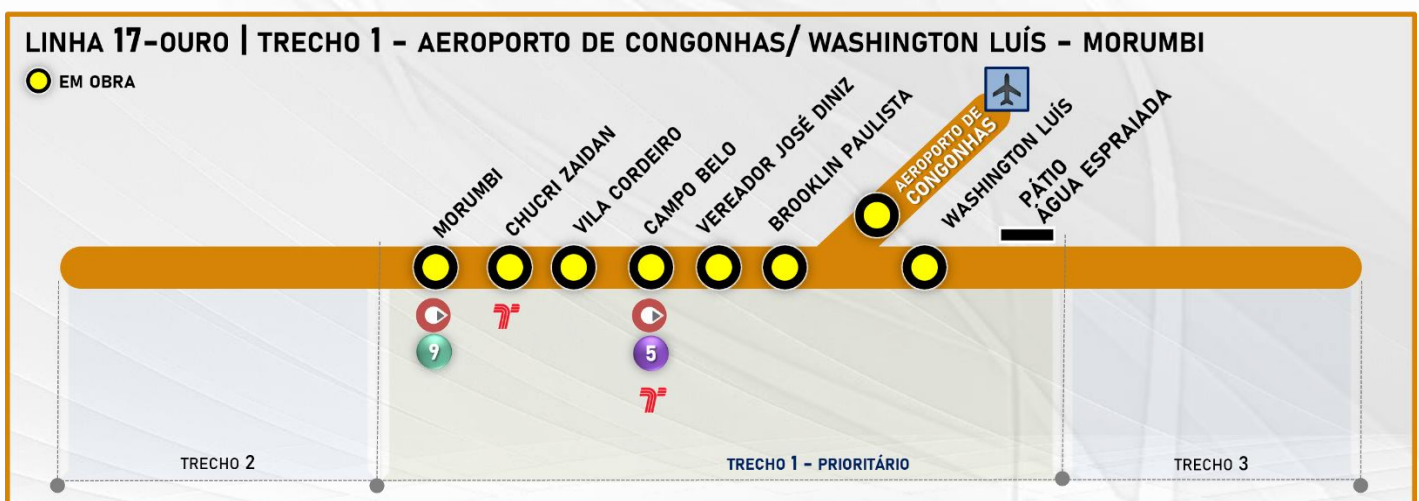 LINHA 17-OURO | TRECHO 1 - AEROPORTO DE CONGONHAS/ WASHINGTON LUÍS - MORUMBI
EM OBRA
MORUMBI
CHUCRI ZAIDAN
VILA CORDEIRO
CAMPO BELO
VEREADOR JOSÉ DINIZ
BROOKLIN PAULISTA
AEROPORTO DE
CONGONHAS
WASHINGTON LUÍS
PÁTIO
ÁGUA ESPRAIADA
9
5
TRECHO 2
TRECHO 1 - PRIORITÁRIO
TRECHO 3